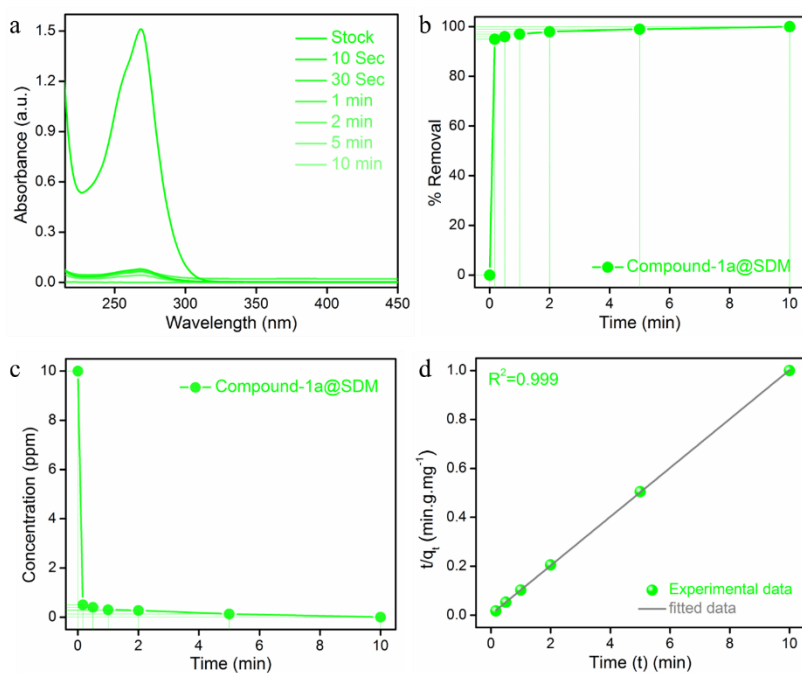 a
Absorbance (a.u.)
1.5
1.2
0.9
0.6
0.3
0.0
250
300
350
400
450
Wavelength (nm)
Stock
10 Sec
30 Sec
1 min
2 min
5 min
10 min
b
% Removal
100
80
60
40
20
0
0
2
4
6
8
10
Time (min)
Compound-1a@SDM
c
Concentration (ppm)
10
8
6
4
2
0
0
2
4
6
8
10
Time (min)
Compound-1a@SDM
d
R²=0.999
t/qₜ (min.g.mg⁻¹)
1.0
0.8
0.6
0.4
0.2
0.0
0
2
4
6
8
10
Time (t) (min)
Experimental data
fitted data